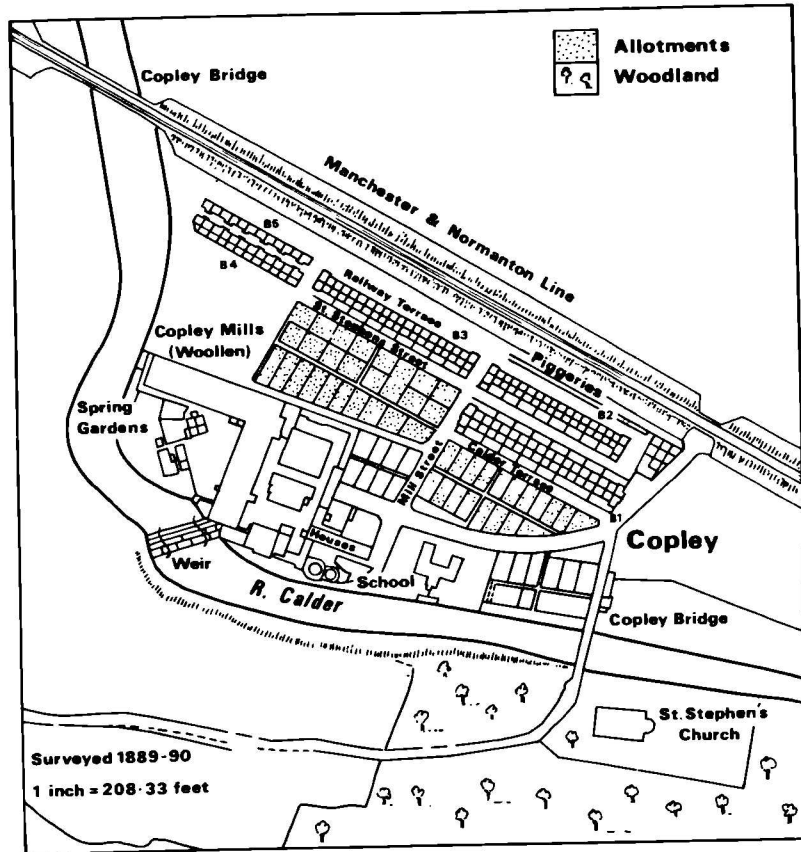 Allotments
Woodland
Copley Bridge
Manchester & Normanton Line
B5
B4
Railway Terrace
B3
St. Stephens Street
Copley Mills
(Woollen)
Piggeries
B2
Spring
Gardens
Calder Terrace
Mill Street
B1
Houses
Copley
Weir
School
R. Calder
Copley Bridge
St. Stephen's
Church
Surveyed 1889-90
1 inch = 208·33 feet